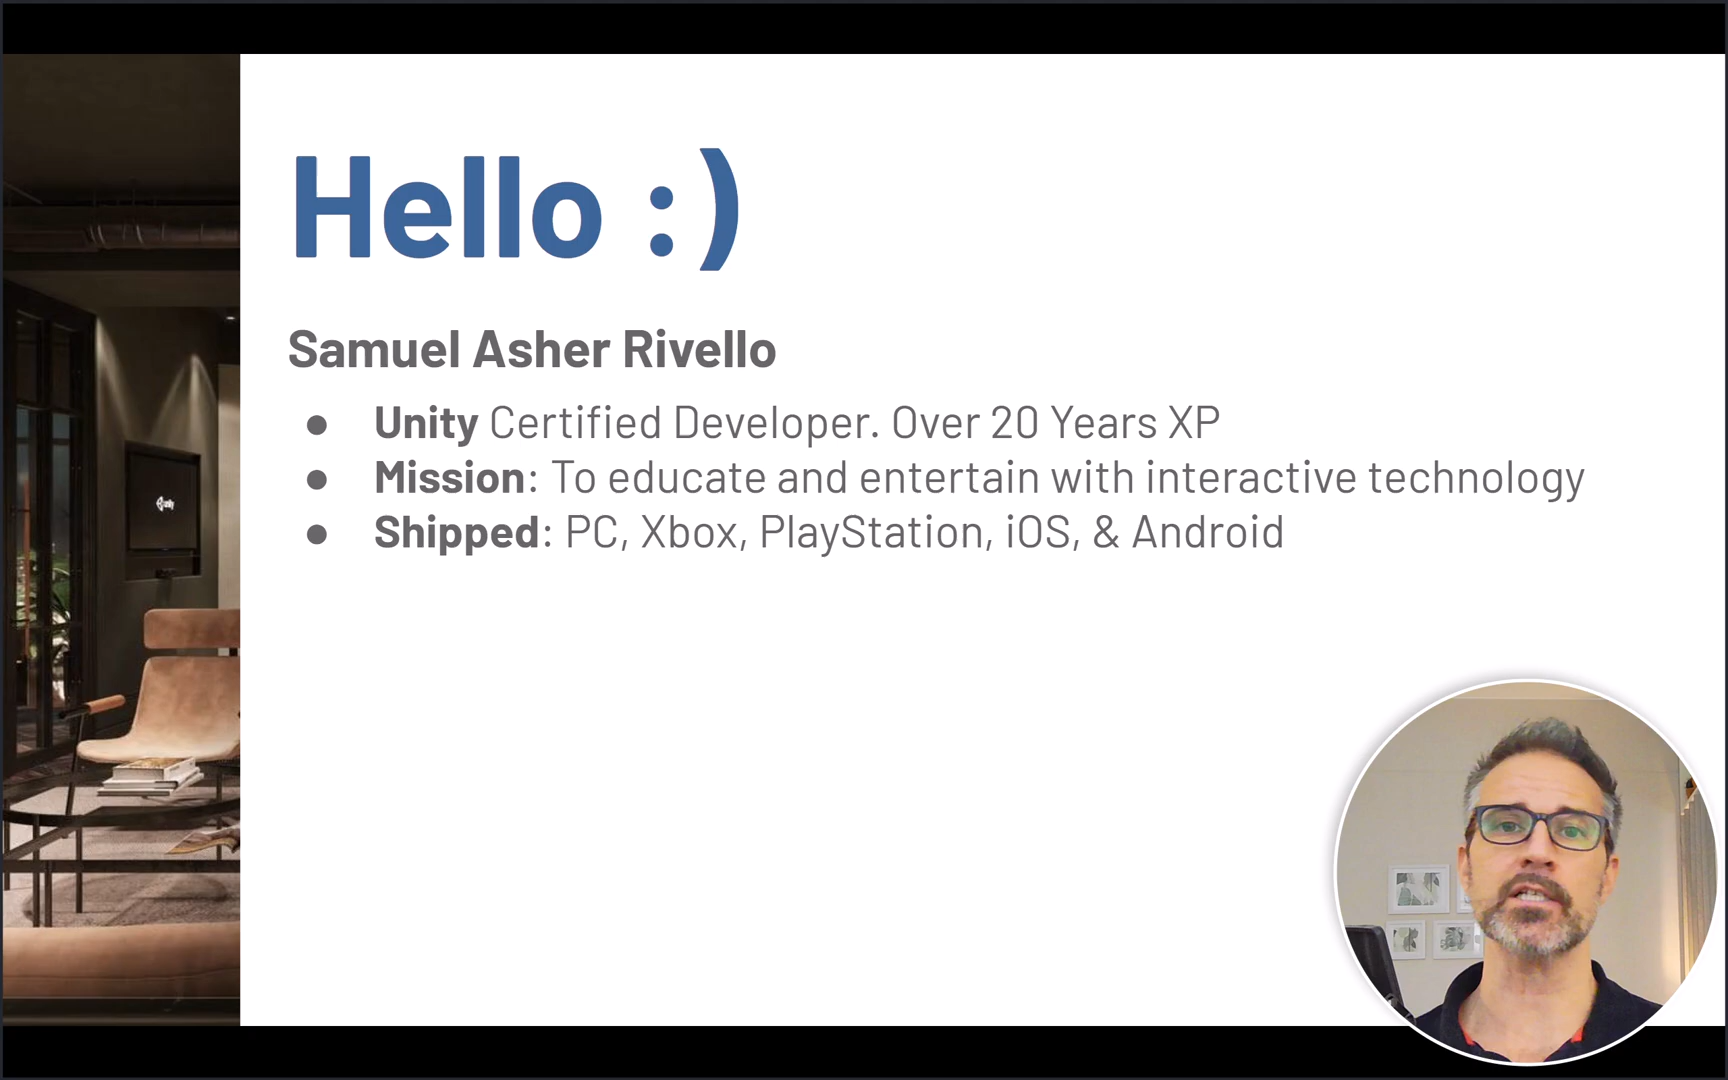 Hello :)
Samuel Asher Rivello
● Unity Certified Developer. Over 20 Years XP
● Mission: To educate and entertain with interactive technology
● Shipped: PC, Xbox, PlayStation, iOS, & Android
unity